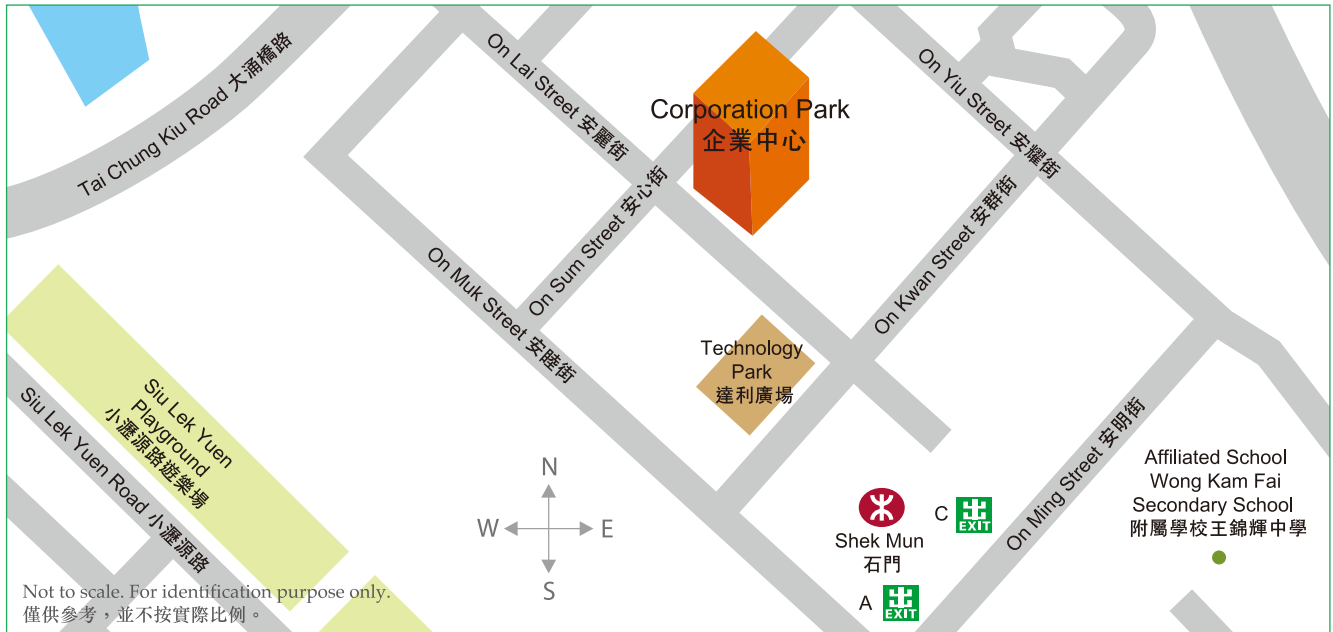 Tai Chung Kiu Road 大涌橋路
On Lai Street 安麗街
Corporation Park
企業中心
On Yiu Street 安耀街
On Sum Street 安心街
On Kwan Street 安群街
On Muk Street 安睦街
Technology
Park
達利廣場
Siu Lek Yuen
Playground
小瀝源路遊樂場
Siu Lek Yuen Road 小瀝源路
N
W
E
S
Shek Mun
石門
C
出
EXIT
A
出
EXIT
On Ming Street 安明街
Affiliated School
Wong Kam Fai
Secondary School
附屬學校王錦輝中學
Not to scale. For identification purpose only.
僅供參考，並不按實際比例。